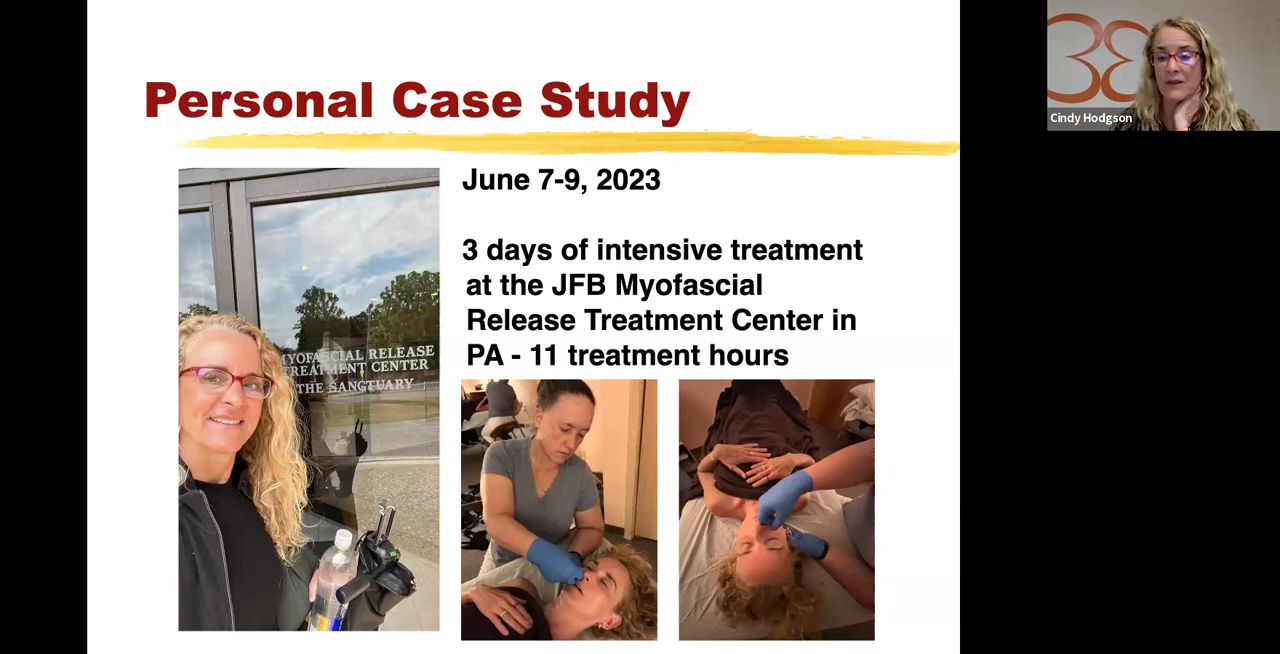 Personal Case Study
June 7-9, 2023
3 days of intensive treatment
at the JFB Myofascial
Release Treatment Center in
PA - 11 treatment hours
MYOFASCIAL RELEASE
TREATMENT CENTER
THE SANCTUARY
Cindy Hodgson